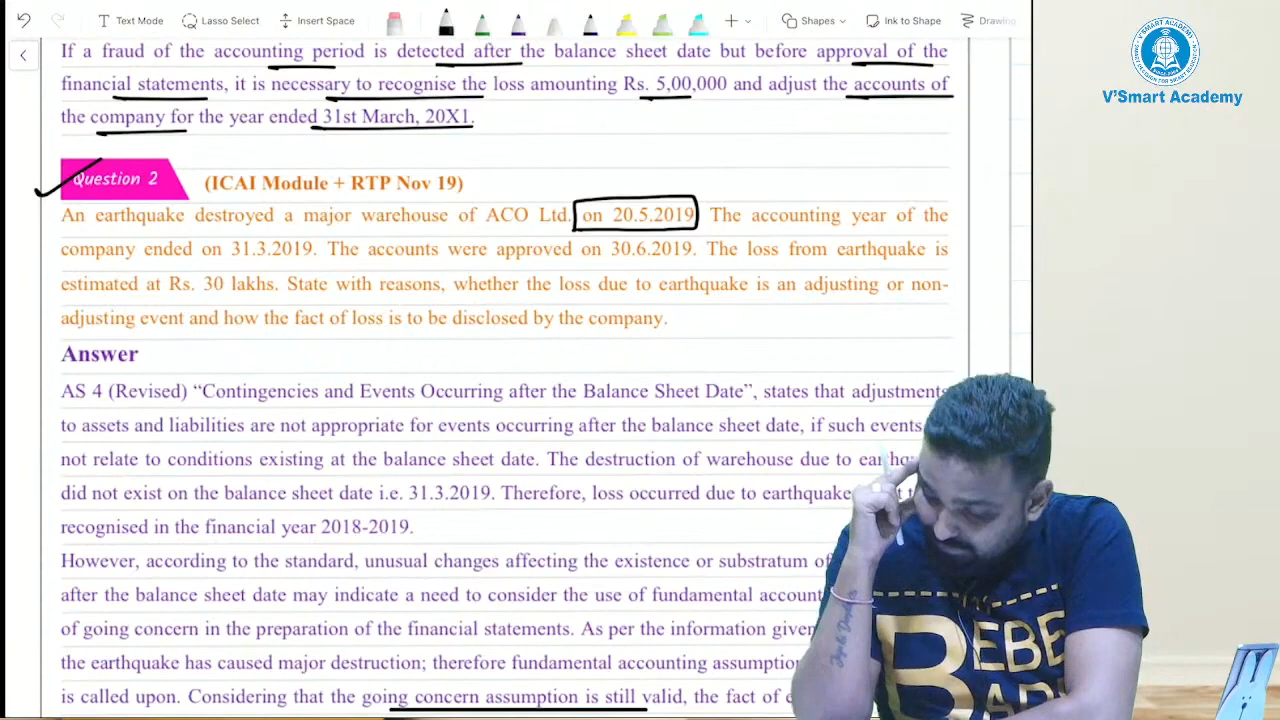 Text Mode
Lasso Select
Insert Space
Shapes
Ink to Shape
Drawing
V'SMART ACADEMY
V'Smart Academy
If a fraud of the accounting period is detected after the balance sheet date but before approval of the
financial statements, it is necessary to recognise the loss amounting Rs. 5,00,000 and adjust the accounts of
the company for the year ended 31st March, 20X1.
Question 2
(ICAI Module + RTP Nov 19)
An earthquake destroyed a major warehouse of ACO Ltd. on 20.5.2019 The accounting year of the
company ended on 31.3.2019. The accounts were approved on 30.6.2019. The loss from earthquake is
estimated at Rs. 30 lakhs. State with reasons, whether the loss due to earthquake is an adjusting or non-
adjusting event and how the fact of loss is to be disclosed by the company.
Answer
AS 4 (Revised) “Contingencies and Events Occurring after the Balance Sheet Date”, states that adjustments
to assets and liabilities are not appropriate for events occurring after the balance sheet date, if such events
not relate to conditions existing at the balance sheet date. The destruction of warehouse due to
did not exist on the balance sheet date i.e. 31.3.2019. Therefore, loss occurred due to earthquake
recognised in the financial year 2018-2019.
However, according to the standard, unusual changes affecting the existence or substratum of
after the balance sheet date may indicate a need to consider the use of fundamental
of going concern in the preparation of the financial statements. As per the information
the earthquake has caused major destruction; therefore fundamental accounting
is called upon. Considering that the going concern assumption is still valid, the fact of
BEBE